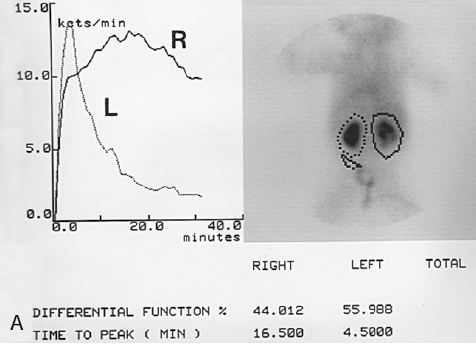 15.0
kcts/min
R
10.0
L
5.0
0.0
0.0 20.0 40.0
minutes
RIGHT LEFT TOTAL
A
DIFFERENTIAL FUNCTION % 44.012 55.988
TIME TO PEAK ( MIN ) 16.500 4.5000